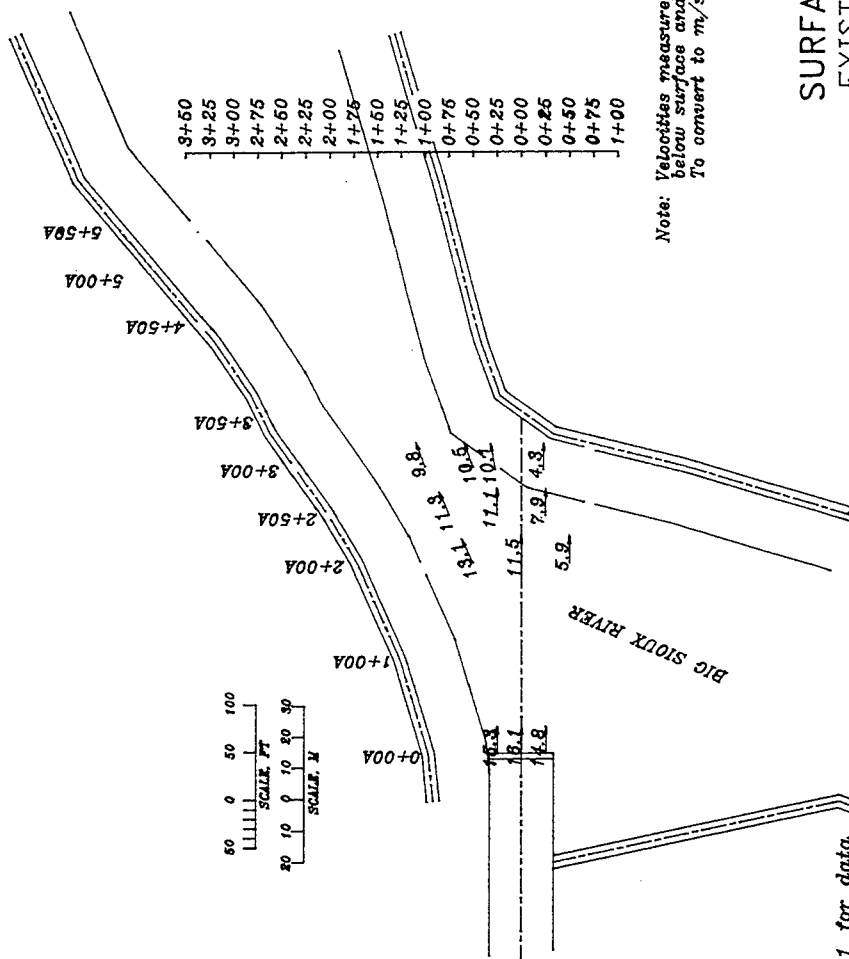 SURFA
EXIST
Note: Velocities measure
below surface and
To convert to m/s
3+50
3+25
3+00
2+75
2+50
2+25
2+00
1+75
1+50
1+25
1+00
0+75
0+50
0+25
0+00
0+25
0+50
0+75
1+00
5+50A
5+00A
4+50A
3+50A
3+00A
2+50A
2+00A
1+00A
0+00A
9.8
10.5
10.1
4.3
11.3
11.1
7.9
13.1
11.5
5.9
BIG SIOUX RIVER
15.3
16.1
14.8
50 0 50 100
SCALE, FT
20 10 0 10 20 30
SCALE, M
1 for data